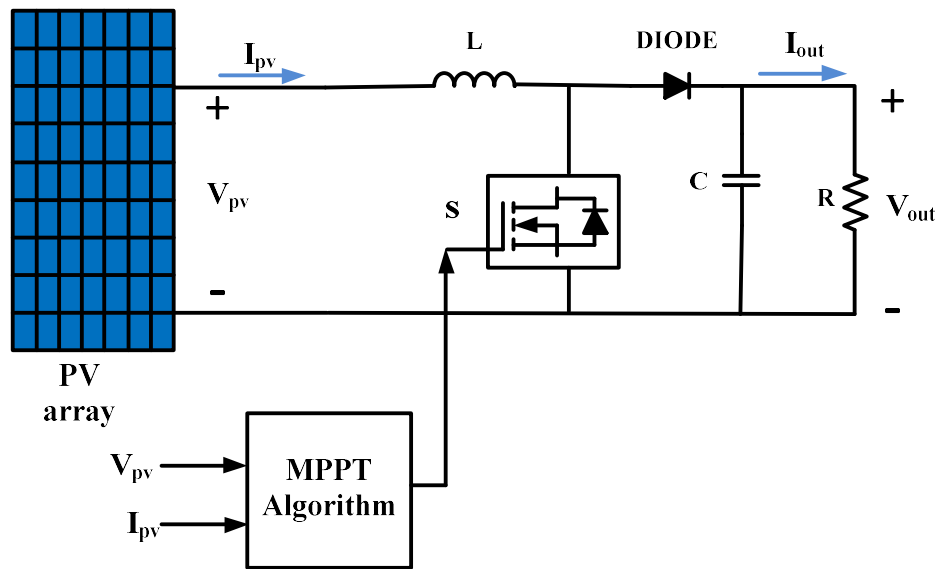 L
DIODE
Iout
Ipv
+
+
Vpv
S
C
R
Vout
-
-
PV
array
Vpv
Ipv
MPPT
Algorithm